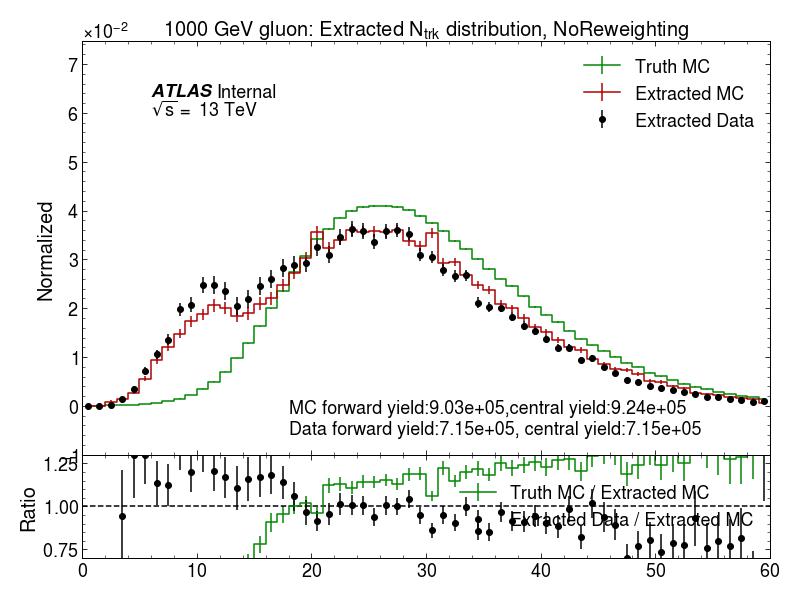 ×10⁻² 1000 GeV gluon: Extracted N_trk distribution, NoReweighting
7
6
5
4
3
2
1
0
-1
Normalized
ATLAS Internal
√s = 13 TeV
Truth MC
Extracted MC
Extracted Data
MC forward yield:9.03e+05,central yield:9.24e+05
Data forward yield:7.15e+05, central yield:7.15e+05
1.25
1.00
0.75
Ratio
Truth MC / Extracted MC
Extracted Data / Extracted MC
0 10 20 30 40 50 60